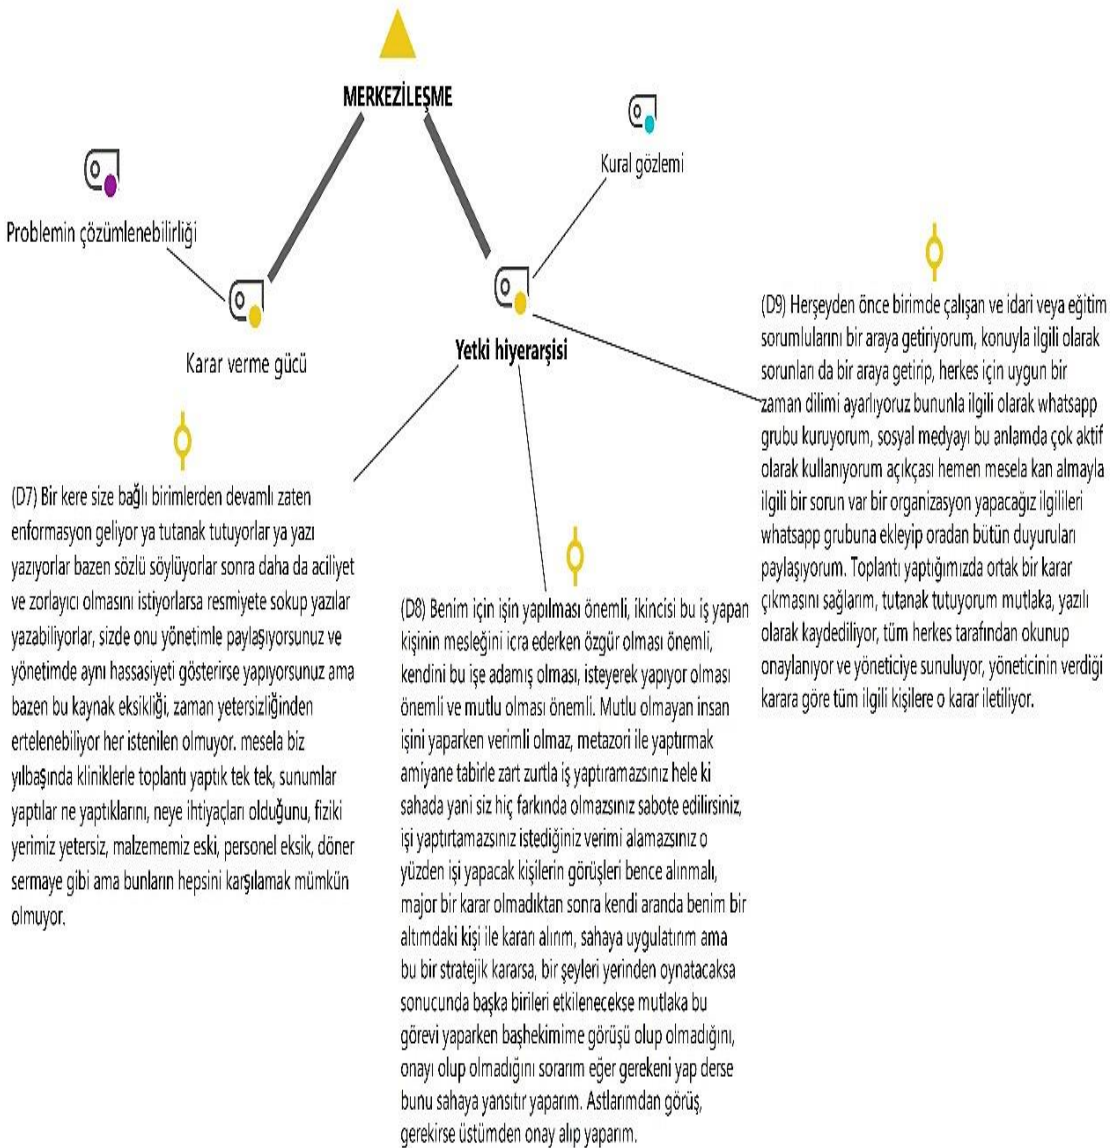 MERKEZİLEŞME
Kural gözlemi
Problemin çözümlenebilirliği
Karar verme gücü
Yetki hiyerarşisi
(D7) Bir kere size bağlı birimlerden devamlı zaten
enformasyon geliyor ya tutanak tutuyorlar ya yazı
yazıyorlar bazen sözlü söylüyorlar sonra daha da aciliyet
ve zorlayıcı olmasını istiyorlarsa resmiyete sokup yazılar
yazabiliyorlar, sizde onu yönetimle paylaşıyorsunuz ve
yönetimde aynı hassasiyeti gösterirse yapıyorsunuz ama
bazen bu kaynak eksikliği, zaman yetersizliğinden
ertelenebiliyor her istenilen olmuyor. mesela biz
yılbaşında kliniklerle toplantı yaptık tek tek, sunumlar
yaptılar ne yaptıklarını, neye ihtiyaçları olduğunu, fiziki
yerimiz yetersiz, malzememiz eski, personel eksik, döner
sermaye gibi ama bunların hepsini karşılamak mümkün
olmuyor.
(D8) Benim için işin yapılması önemli, ikincisi bu iş yapan
kişinin mesleğini icra ederken özgür olması önemli,
kendini bu işe adamış olması, isteyerek yapıyor olması
önemli ve mutlu olması önemli. Mutlu olmayan insan
işini yaparken verimli olmaz, metazori ile yaptırmak
amiyane tabirle zart zurtla iş yaptıramazsınız hele ki
sahada yani siz hiç farkında olmazsınız sabote edilirsiniz,
işi yaptırtamazsınız istediğiniz verimi alamazsınız o
yüzden işi yapacak kişilerin görüşleri bence alınmalı,
major bir karar olmadıktan sonra kendi aranda benim bir
altımdaki kişi ile kararı alırım, sahaya uygulatırım ama
bu bir stratejik kararsa, bir şeyleri yerinden oynatacaksa
sonucunda başka birileri etkilenecekse mutlaka bu
görevi yaparken başhekimime görüşü olup olmadığını,
onayı olup olmadığını sorarım eğer gerekeni yap derse
bunu sahaya yansıtır yaparım. Astlarımdan görüş,
gerekirse üstümden onay alıp yaparım.
(D9) Herşeyden önce birimde çalışan ve idari veya eğitim
sorumlularını bir araya getiriyorum, konuyla ilgili olarak
sorunları da bir araya getirip, herkes için uygun bir
zaman dilimi ayarlıyoruz bununla ilgili olarak whatsapp
grubu kuruyorum, sosyal medyayı bu anlamda çok aktif
olarak kullanıyorum açıkçası hemen mesela kan almayla
ilgili bir sorun var bir organizasyon yapacağız ilgilileri
whatsapp grubuna ekleyip oradan bütün duyuruları
paylaşıyorum. Toplantı yaptığımızda ortak bir karar
çıkmasını sağlarım, tutanak tutuyorum mutlaka, yazılı
olarak kaydediliyor, tüm herkes tarafından okunup
onaylanıyor ve yöneticiye sunuluyor, yöneticinin verdiği
karara göre tüm ilgili kişilere o karar iletiliyor.